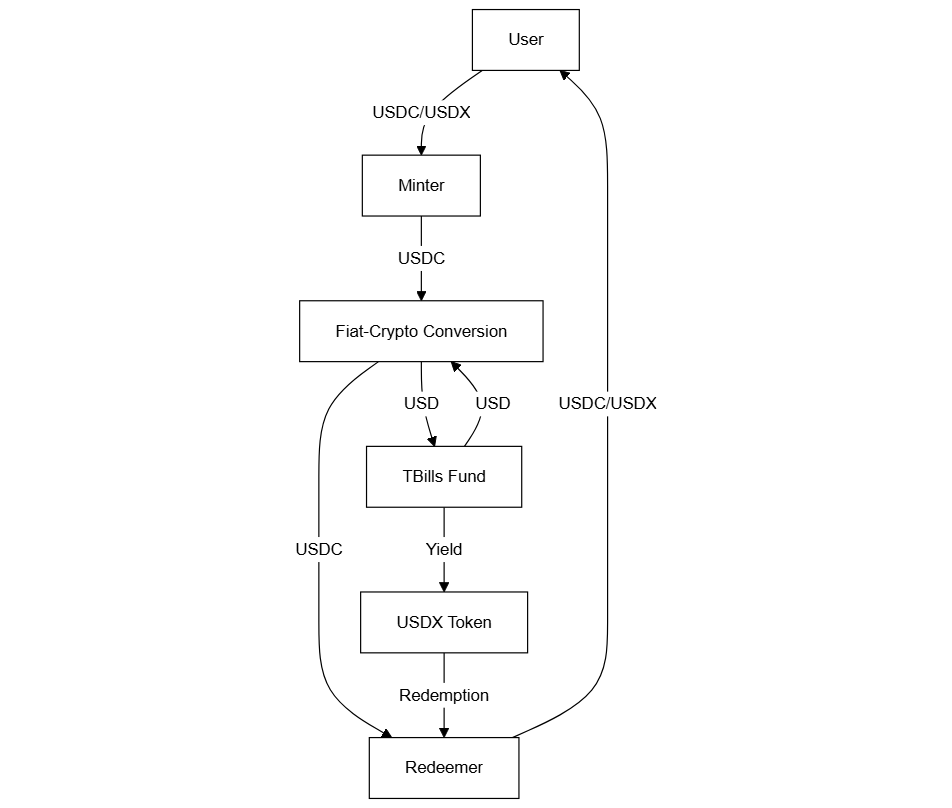 User
USDC/USDX
Minter
USDC
Fiat-Crypto Conversion
USD
USD
USDC/USDX
TBills Fund
USDC
Yield
USDX Token
Redemption
Redeemer